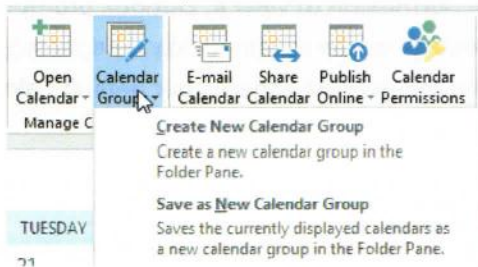 Open Calendar E-mail Share Publish Calendar
Calendar Groups Calendar Calendar Online Permissions
Manage C
Create New Calendar Group
Create a new calendar group in the
Folder Pane.
Save as New Calendar Group
TUESDAY Saves the currently displayed calendars as
a new calendar group in the Folder Pane.
21